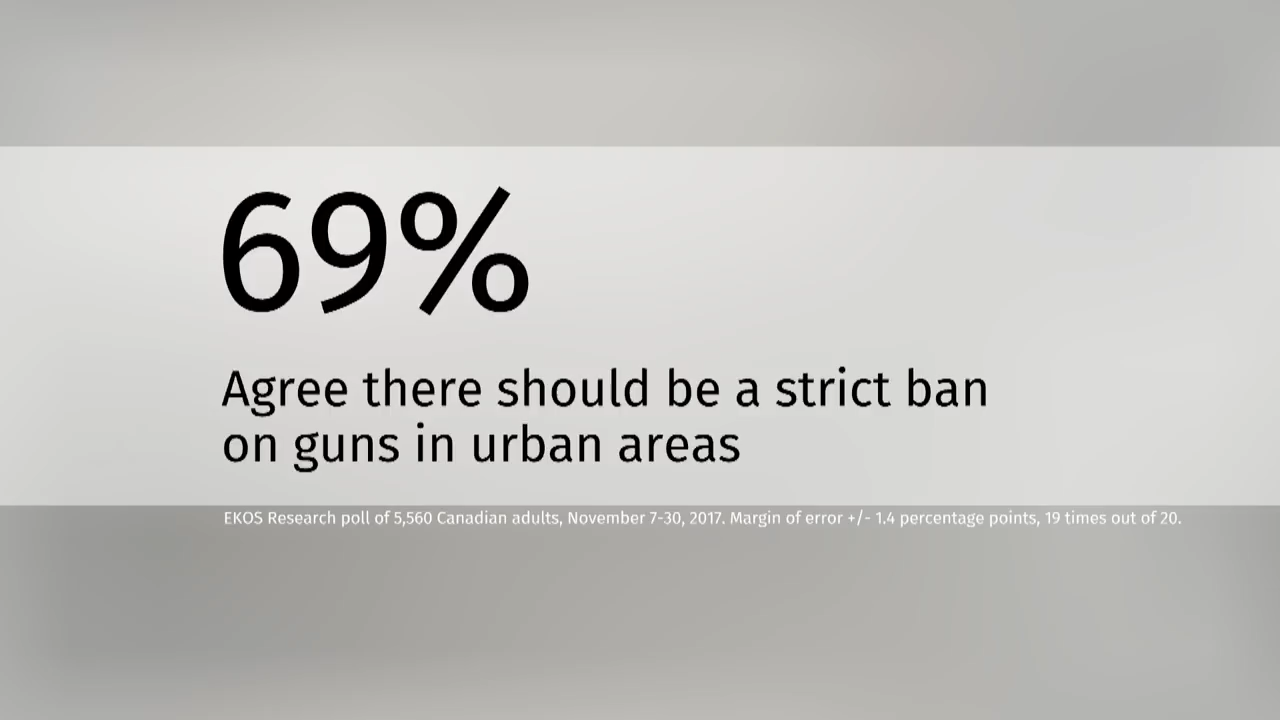 69%
Agree there should be a strict ban
on guns in urban areas
EKOS Research poll of 5,560 Canadian adults, November 7-30, 2017. Margin of error +/- 1.4 percentage points, 19 times out of 20.